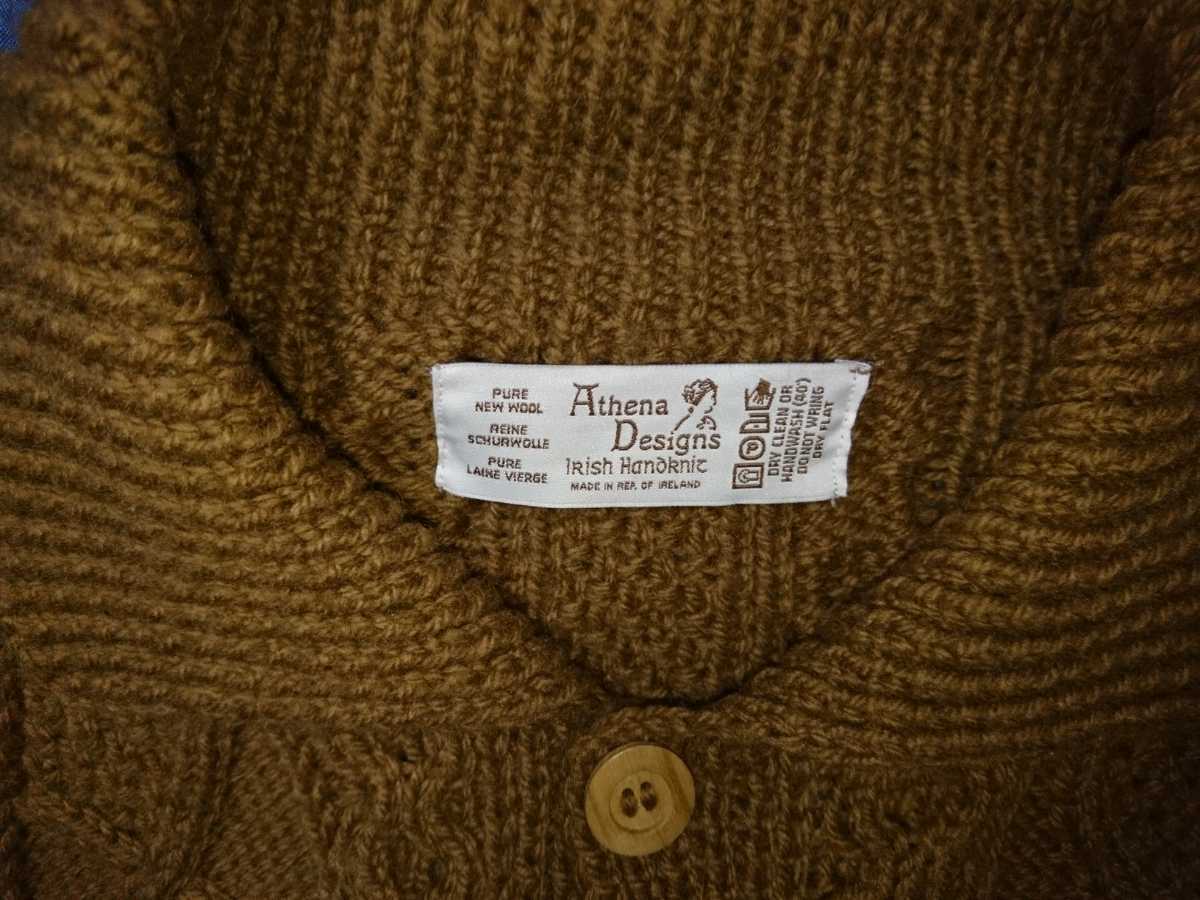 PURE
NEW WOOL
REINE
SCHURWOLLE
PURE
LAINE VIERGE
Athena
Designs
Irish Handknit
MADE IN REP. OF IRELAND
DRY CLEAN OR
HANDWASH (40°)
DO NOT WRING
DRY FLAT
P